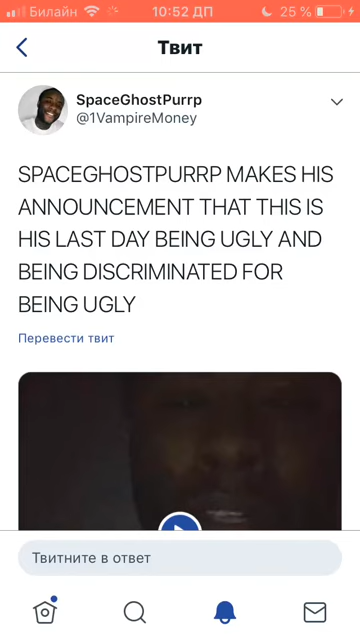 Билайн 10:52 ДП 25 %
Твит
SpaceGhostPurrp
@1VampireMoney
SPACEGHOSTPURRP MAKES HIS
ANNOUNCEMENT THAT THIS IS
HIS LAST DAY BEING UGLY AND
BEING DISCRIMINATED FOR
BEING UGLY
Перевести твит
Твитните в ответ